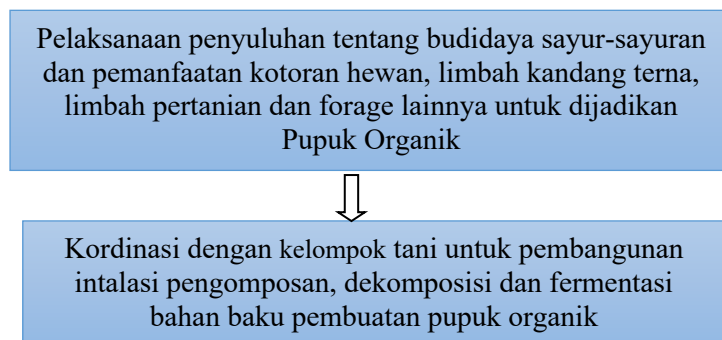 Pelaksanaan penyuluhan tentang budidaya sayur-sayuran
dan pemanfaatan kotoran hewan, limbah kandang terna,
limbah pertanian dan forage lainnya untuk dijadikan
Pupuk Organik
Kordinasi dengan kelompok tani untuk pembangunan
intalasi pengomposan, dekomposisi dan fermentasi
bahan baku pembuatan pupuk organik